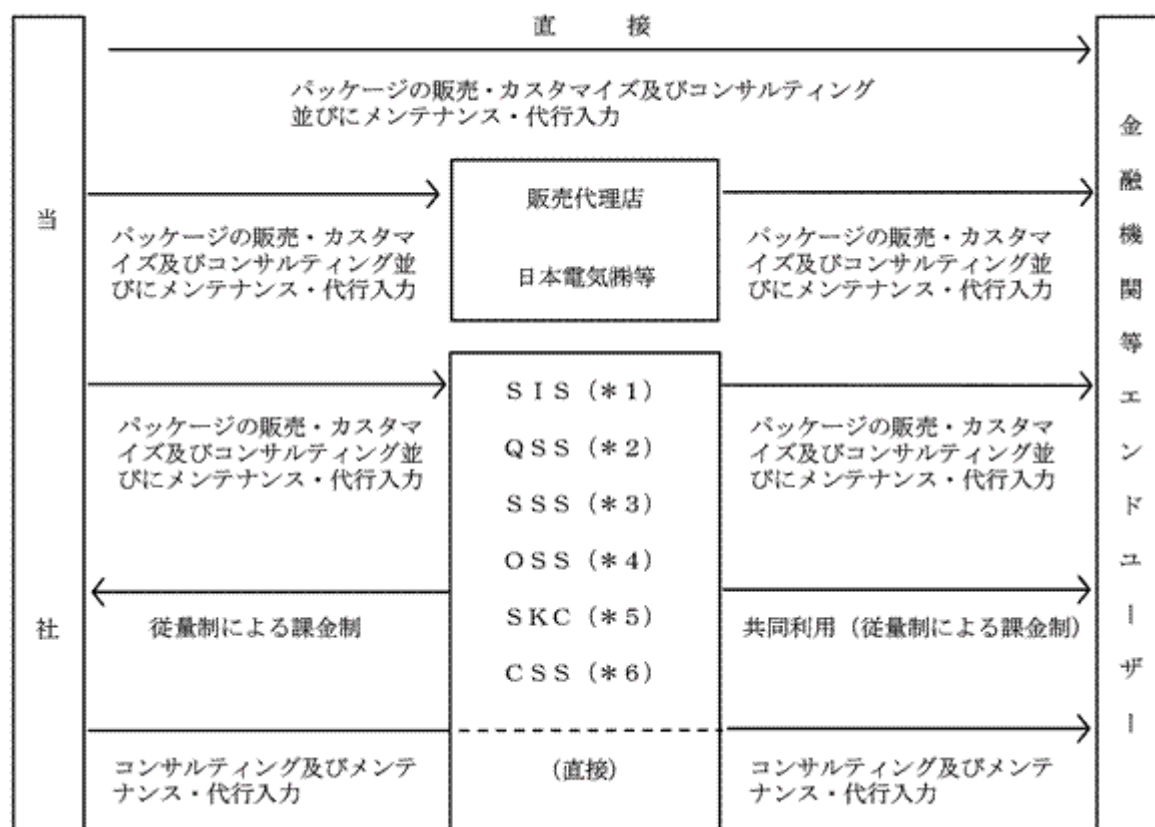 直 接
パッケージの販売・カスタマイズ及びコンサルティング
並びにメンテナンス・代行入力
当社
金融機関等エンドユーザー
パッケージの販売・カスタマ
イズ及びコンサルティング並
びにメンテナンス・代行入力
販売代理店
日本電気㈱等
パッケージの販売・カスタマ
イズ及びコンサルティング並
びにメンテナンス・代行入力
パッケージの販売・カスタマ
イズ及びコンサルティング並
びにメンテナンス・代行入力
ＳＩＳ（＊１）
ＱＳＳ（＊２）
ＳＳＳ（＊３）
ＯＳＳ（＊４）
ＳＫＣ（＊５）
ＣＳＳ（＊６）
パッケージの販売・カスタマ
イズ及びコンサルティング並
びにメンテナンス・代行入力
従量制による課金制
共同利用（従量制による課金制）
コンサルティング及びメンテ
ナンス・代行入力
（直接）
コンサルティング及びメンテ
ナンス・代行入力